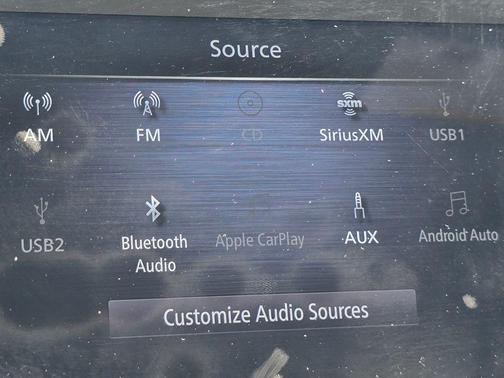 Source
AM
FM
CD
sxm
SiriusXM
USB1
USB2
Bluetooth
Audio
Apple CarPlay
AUX
Android Auto
Customize Audio Sources